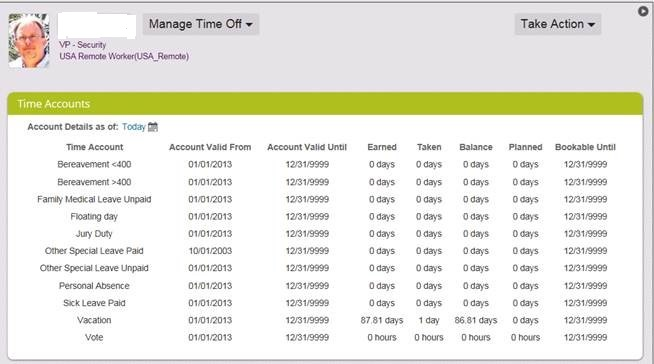 Manage Time Off
Take Action
VP - Security
USA Remote Worker(USA_Remote)
Time Accounts
Account Details as of: Today
Time Account Account Valid From Account Valid Until Earned Taken Balance Planned Bookable Until
Bereavement <400 01/01/2013 12/31/9999 0 days 0 days 0 days 0 days 12/31/9999
Bereavement >400 01/01/2013 12/31/9999 0 days 0 days 0 days 0 days 12/31/9999
Family Medical Leave Unpaid 01/01/2013 12/31/9999 0 days 0 days 0 days 0 days 12/31/9999
Floating day 01/01/2013 12/31/9999 0 days 0 days 0 days 0 days 12/31/9999
Jury Duty 01/01/2013 12/31/9999 0 days 0 days 0 days 0 days 12/31/9999
Other Special Leave Paid 10/01/2003 12/31/9999 0 days 0 days 0 days 0 days 12/31/9999
Other Special Leave Unpaid 01/01/2013 12/31/9999 0 days 0 days 0 days 0 days 12/31/9999
Personal Absence 01/01/2013 12/31/9999 0 days 0 days 0 days 0 days 12/31/9999
Sick Leave Paid 01/01/2013 12/31/9999 0 days 0 days 0 days 0 days 12/31/9999
Vacation 01/01/2013 12/31/9999 87.81 days 1 day 86.81 days 0 days 12/31/9999
Vote 01/01/2013 12/31/9999 0 hours 0 hours 0 hours 0 hours 12/31/9999